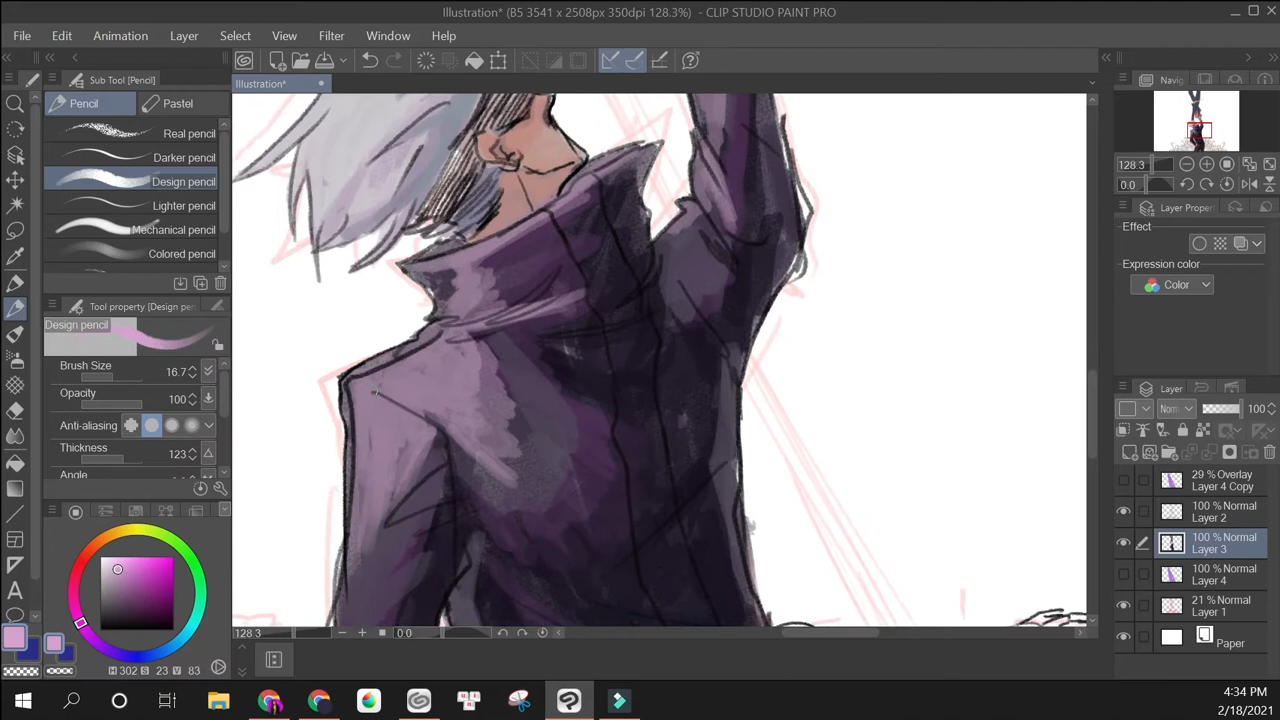 Illustration* (B5 3541 x 2508px 350dpi 128.3%) - CLIP STUDIO PAINT PRO
File Edit Animation Layer Select View Filter Window Help
Sub Tool [Pencil]
Illustration*
Pencil Pastel
Real pencil
Darker pencil
Design pencil
Lighter pencil
Mechanical pencil
Colored pencil
Tool property [Design pen
Design pencil
Brush Size 16.7
Opacity 100
Anti-aliasing
Thickness 123
Angle
H 302 S 23 V 83
128.3 0.0
Navig
128.3
0.0
Layer Proper
Effect
Expression color
Color
Layer
Norm 100
29 % Overlay
Layer 4 Copy
100 % Normal
Layer 2
100 % Normal
Layer 3
100 % Normal
Layer 4
21 % Normal
Layer 1
Paper
4:34 PM
2/18/2021